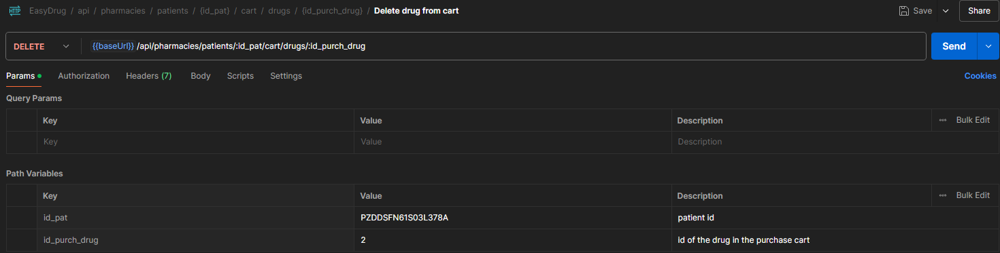 HTTP EasyDrug / api / pharmacies / patients / {id_pat} / cart / drugs / {id_purch_drug} / Delete drug from cart Save Share
DELETE {{baseUrl}}/api/pharmacies/patients/:id_pat/cart/drugs/:id_purch_drug Send
Params Authorization Headers (7) Body Scripts Settings Cookies
Query Params
Key Value Description Bulk Edit
Key Value Description
Path Variables
Key Value Description Bulk Edit
id_pat PZDDSFN61S03L378A patient id
id_purch_drug 2 id of the drug in the purchase cart